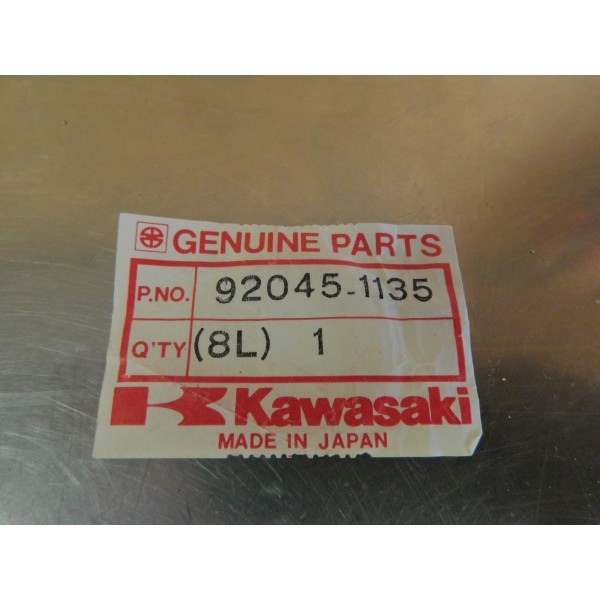 GENUINE PARTS
P.NO. 92045-1135
Q'TY (8L) 1
Kawasaki
MADE IN JAPAN